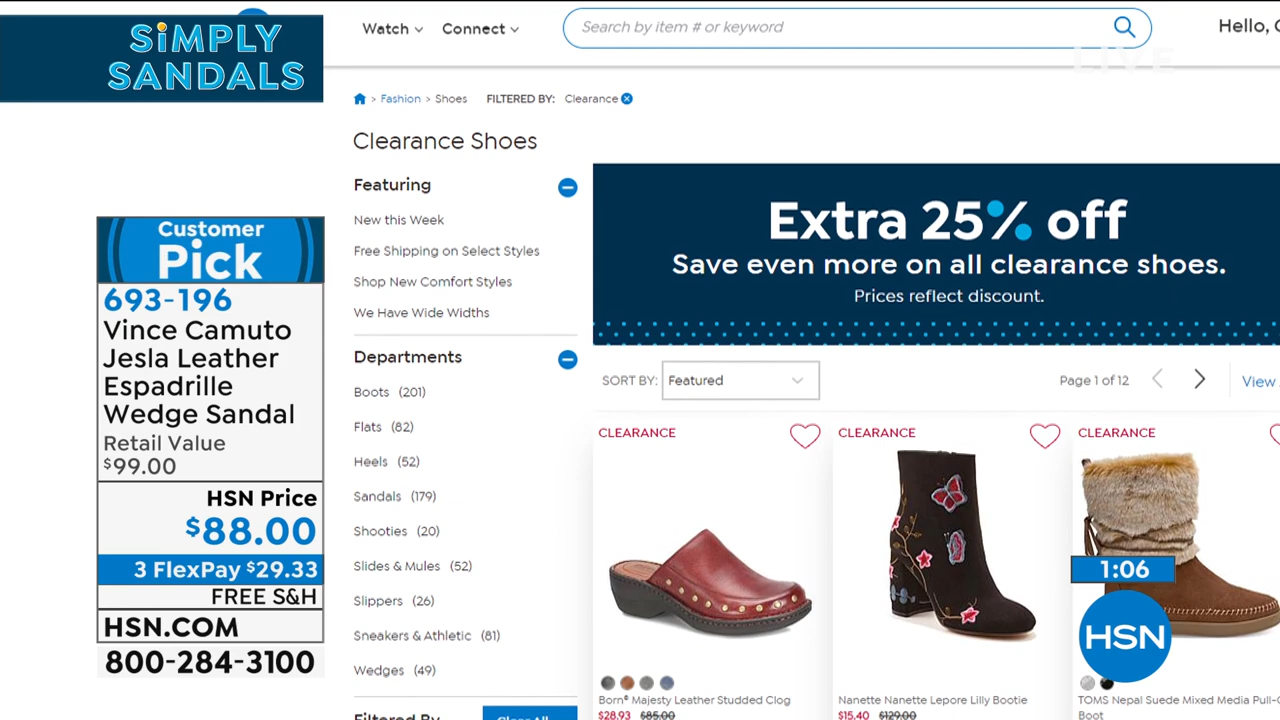 SiMPLY
SANDALS
Watch
Connect
Search by item # or keyword
Hello,
LIVE
Fashion > Shoes FILTERED BY: Clearance
Clearance Shoes
Featuring
New this Week
Free Shipping on Select Styles
Shop New Comfort Styles
We Have Wide Widths
Departments
Boots (201)
Flats (82)
Heels (52)
Sandals (179)
Shooties (20)
Slides & Mules (52)
Slippers (26)
Sneakers & Athletic (81)
Wedges (49)
Filtered By
Clear All
Extra 25% off
Save even more on all clearance shoes.
Prices reflect discount.
SORT BY: Featured
Page 1 of 12
View
CLEARANCE
CLEARANCE
CLEARANCE
Born® Majesty Leather Studded Clog
$28.93 $85.00
Nanette Nanette Lepore Lilly Bootie
$15.40 $129.00
TOMS Nepal Suede Mixed Media Pull-
Boot
Customer
Pick
693-196
Vince Camuto
Jesla Leather
Espadrille
Wedge Sandal
Retail Value
$99.00
HSN Price
$88.00
3 FlexPay $29.33
FREE S&H
HSN.COM
800-284-3100
1:06
HSN